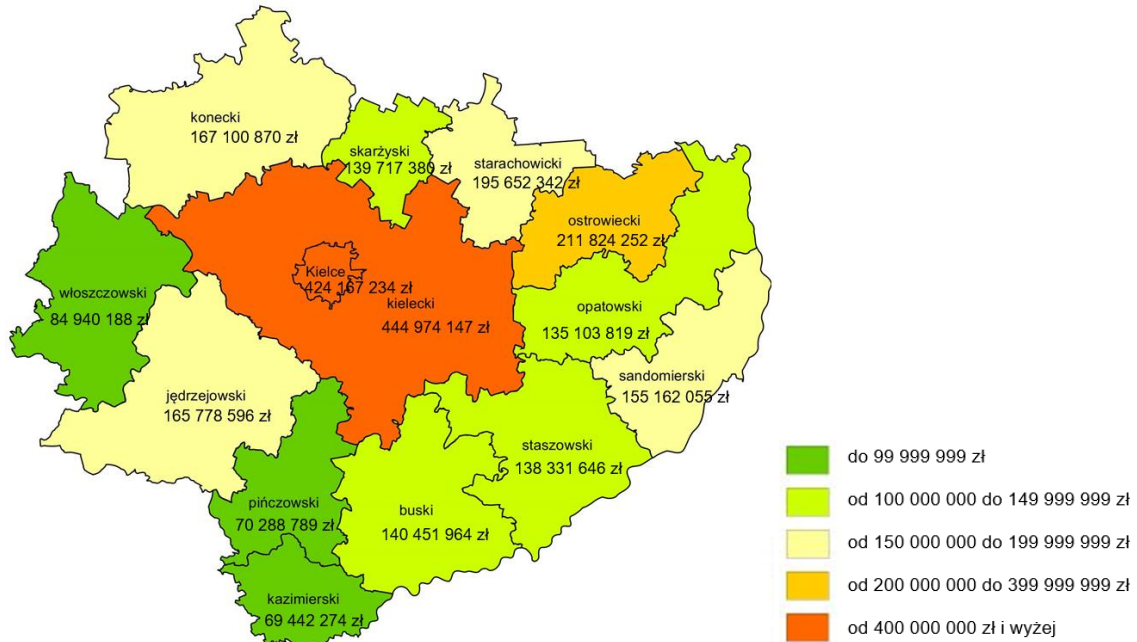 konecki
167 100 870 zł
skarżyski
139 717 380 zł
starachowicki
195 652 342 zł
ostrowiecki
211 824 252 zł
Kielce
424 167 234 zł
kielecki
444 974 147 zł
włoszczowski
84 940 188 zł
opatowski
135 103 819 zł
jędrzejowski
165 778 596 zł
sandomierski
155 162 055 zł
staszowski
138 331 646 zł
pińczowski
70 288 789 zł
buski
140 451 964 zł
kazimierski
69 442 274 zł
do 99 999 999 zł
od 100 000 000 do 149 999 999 zł
od 150 000 000 do 199 999 999 zł
od 200 000 000 do 399 999 999 zł
od 400 000 000 zł i wyżej